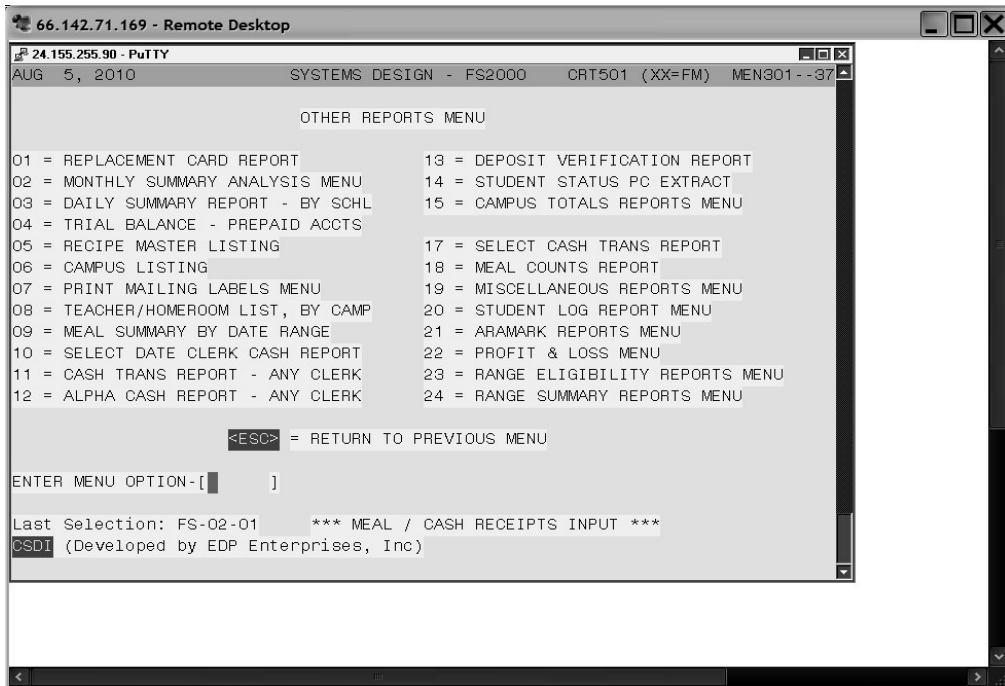 66.142.71.169 - Remote Desktop
24.155.255.90 - PuTTY
AUG 5, 2010 SYSTEMS DESIGN - FS2000 CRT501 (XX=FM) MEN301--37
OTHER REPORTS MENU
01 = REPLACEMENT CARD REPORT 13 = DEPOSIT VERIFICATION REPORT
02 = MONTHLY SUMMARY ANALYSIS MENU 14 = STUDENT STATUS PC EXTRACT
03 = DAILY SUMMARY REPORT - BY SCHL 15 = CAMPUS TOTALS REPORTS MENU
04 = TRIAL BALANCE - PREPAID ACCTS
05 = RECIPE MASTER LISTING 17 = SELECT CASH TRANS REPORT
06 = CAMPUS LISTING 18 = MEAL COUNTS REPORT
07 = PRINT MAILING LABELS MENU 19 = MISCELLANEOUS REPORTS MENU
08 = TEACHER/HOMEROOM LIST, BY CAMP 20 = STUDENT LOG REPORT MENU
09 = MEAL SUMMARY BY DATE RANGE 21 = ARAMARK REPORTS MENU
10 = SELECT DATE CLERK CASH REPORT 22 = PROFIT & LOSS MENU
11 = CASH TRANS REPORT - ANY CLERK 23 = RANGE ELIGIBILITY REPORTS MENU
12 = ALPHA CASH REPORT - ANY CLERK 24 = RANGE SUMMARY REPORTS MENU
<ESC> = RETURN TO PREVIOUS MENU
ENTER MENU OPTION-[ ]
Last Selection: FS-02-01 *** MEAL / CASH RECEIPTS INPUT ***
CSDI (Developed by EDP Enterprises, Inc)